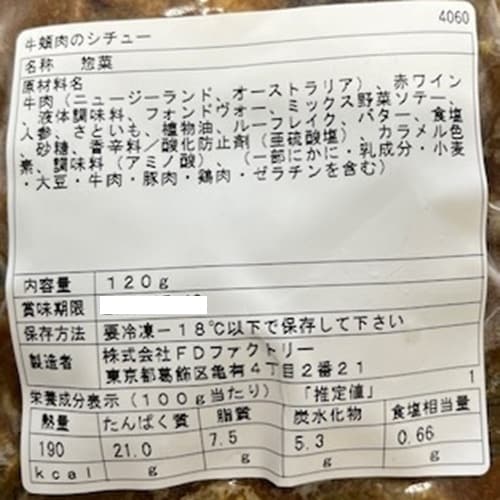 4060
牛頬肉のシチュー
名称 惣菜
原材料名
牛肉（ニュージーランド、オーストラリア）、赤ワイン
、液体調味料、フォンドヴォー、ミックス野菜ソテー、
人参、さといも、植物油、ルーフレイク、バター、食塩
、砂糖、香辛料／酸化防止剤（亜硫酸塩）、カラメル色
素、調味料（アミノ酸）、（一部にかに・乳成分・小麦
・大豆・牛肉・豚肉・鶏肉・ゼラチンを含む）
内容量 120g
賞味期限
保存方法 要冷凍－18℃以下で保存して下さい
製造者 株式会社FDファクトリー
東京都葛飾区亀有4丁目2番21
1
栄養成分表示（100g当たり） 「推定値」
熱量 たんぱく質 脂質 炭水化物 食塩相当量
190 21.0 7.5 5.3 0.66
kcal g g g g